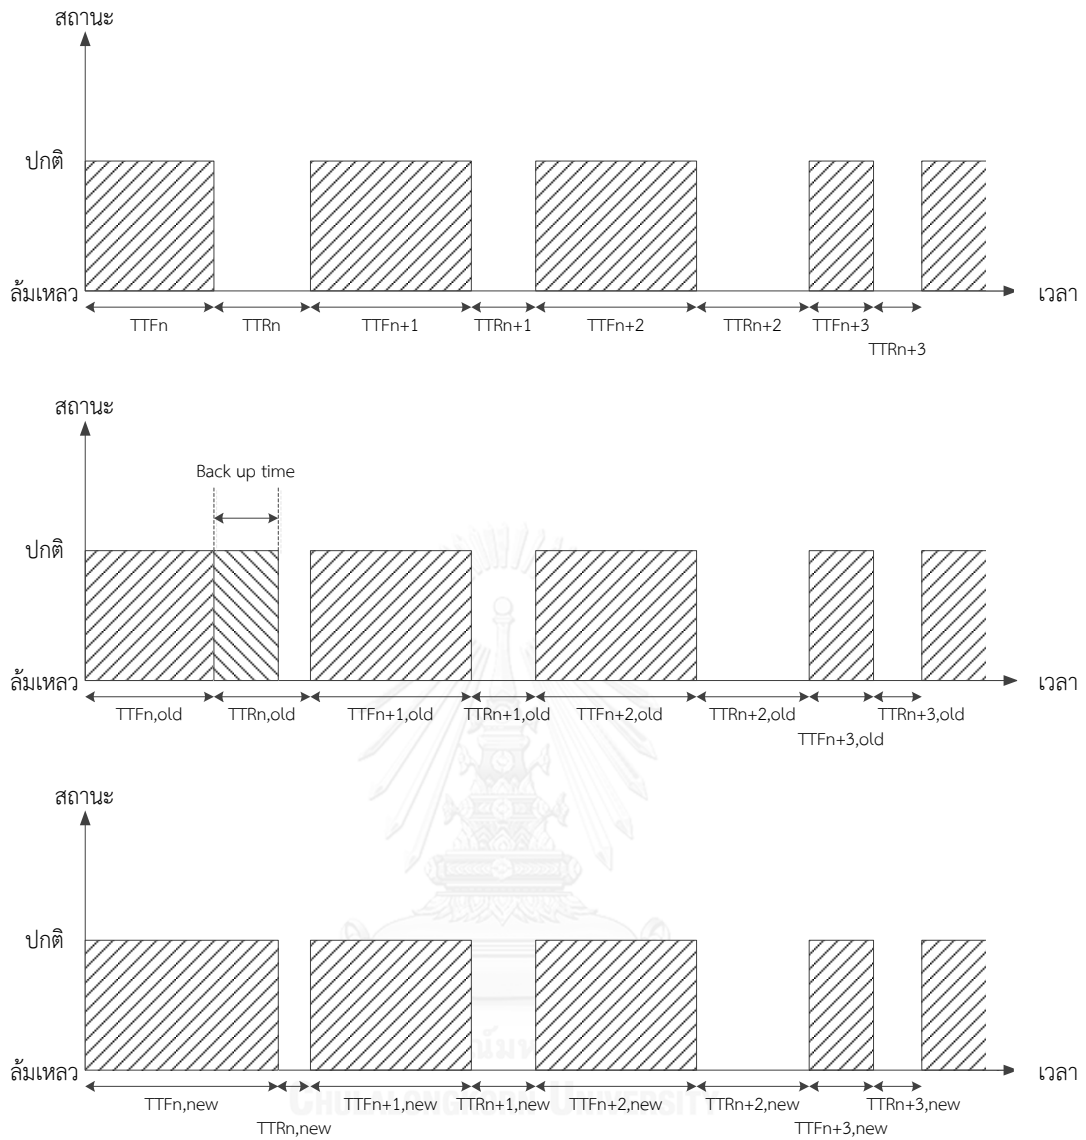 สถานะ
ปกติ
ล้มเหลว
เวลา
TTFn TTRn TTFn+1 TTRn+1 TTFn+2 TTRn+2 TTFn+3
TTRn+3
สถานะ
Back up time
ปกติ
ล้มเหลว
เวลา
TTFn,old TTRn,old TTFn+1,old TTRn+1,old TTFn+2,old TTRn+2,old TTRn+3,old
TTFn+3,old
สถานะ
ปกติ
ล้มเหลว
เวลา
TTFn,new TTFn+1,new TTRn+1,new TTFn+2,new TTRn+2,new TTRn+3,new
CHULALONGKORN UNIVERSITY
TTRn,new TTFn+3,new